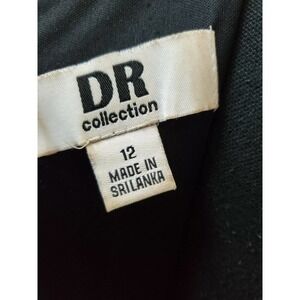 DR
collection
12
MADE IN
SRILANKA